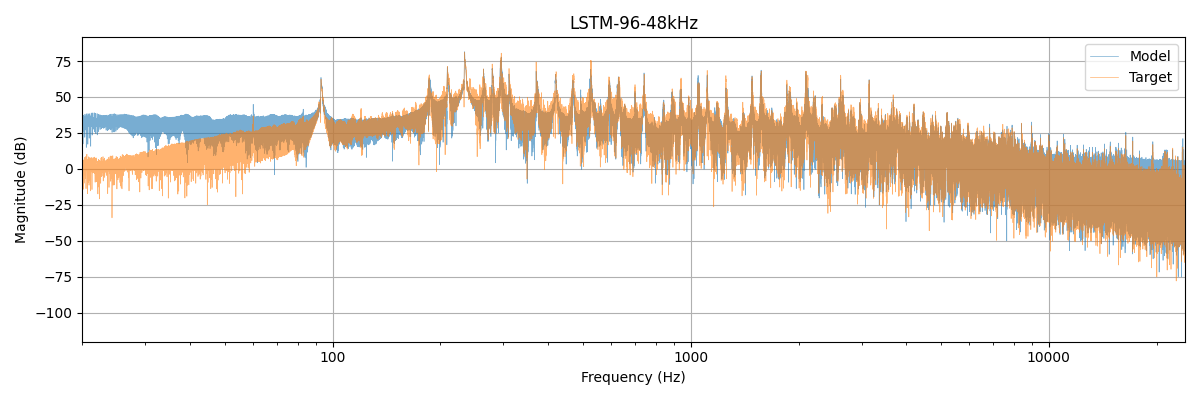 LSTM-96-48kHz
Model
Target
Magnitude (dB)
75
50
25
0
−25
−50
−75
−100
100
1000
10000
Frequency (Hz)